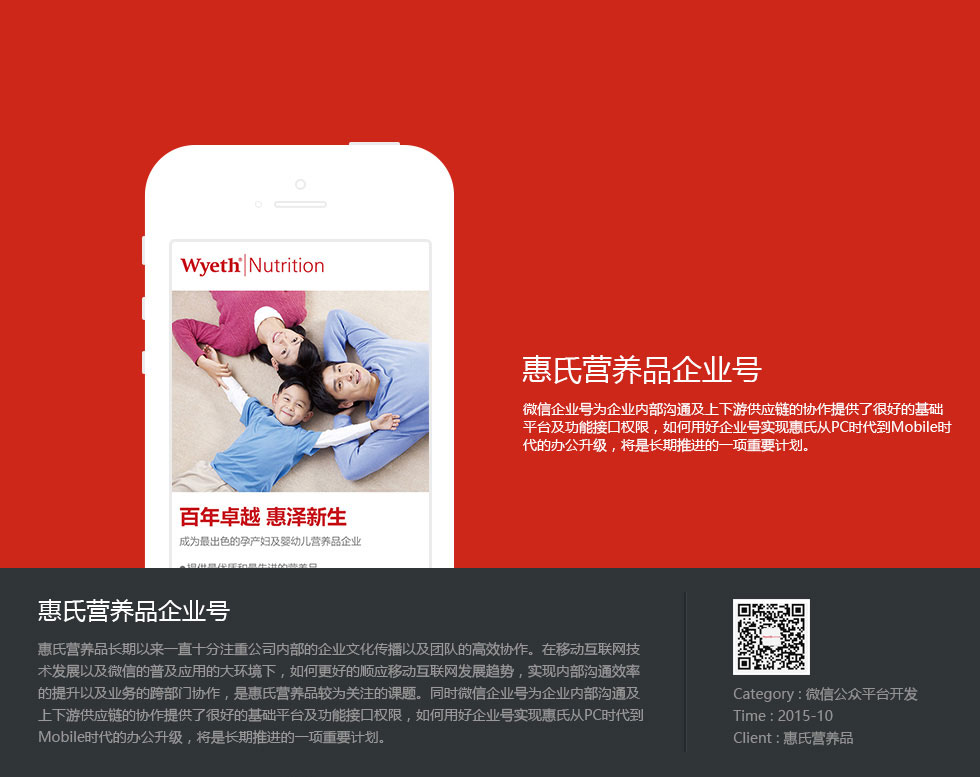 Wyeth® Nutrition
百年卓越 惠泽新生
成为最出色的孕产妇及婴幼儿营养品企业
●提供最优质和最先进的营养品
惠氏营养品企业号
微信企业号为企业内部沟通及上下游供应链的协作提供了很好的基础
平台及功能接口权限，如何用好企业号实现惠氏从PC时代到Mobile时
代的办公升级，将是长期推进的一项重要计划。
惠氏营养品企业号
惠氏营养品长期以来一直十分注重公司内部的企业文化传播以及团队的高效协作。在移动互联网技
术发展以及微信的普及应用的大环境下，如何更好的顺应移动互联网发展趋势，实现内部沟通效率
的提升以及业务的跨部门协作，是惠氏营养品较为关注的课题。同时微信企业号为企业内部沟通及
上下游供应链的协作提供了很好的基础平台及功能接口权限，如何用好企业号实现惠氏从PC时代到
Mobile时代的办公升级，将是长期推进的一项重要计划。
Category : 微信公众平台开发
Time : 2015-10
Client : 惠氏营养品